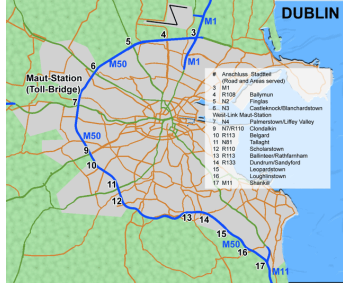 DUBLIN
M1
4
3
5
M50
M1
6
Maut-Station
(Toll-Bridge)
7
M50
9
10
11
12
13
14
15
M50
16
17
M11
# Anschluss Stadtteil
(Road and Areas served)
3 M1
4 R108 Ballymun
5 N2 Finglas
6 N3 Castleknock/Blanchardstown
West-Link Maut-Station
7 N4 Palmerstown/Liffey Valley
9 N7/R110 Clondalkin
10 R113 Belgard
11 N81 Tallaght
12 R110 Scholarstown
13 R113 Ballinteer/Rathfarnham
14 R133 Dundrum/Sandyford
15 Leopardstown
16 Loughlinstown
17 M11 Shankill